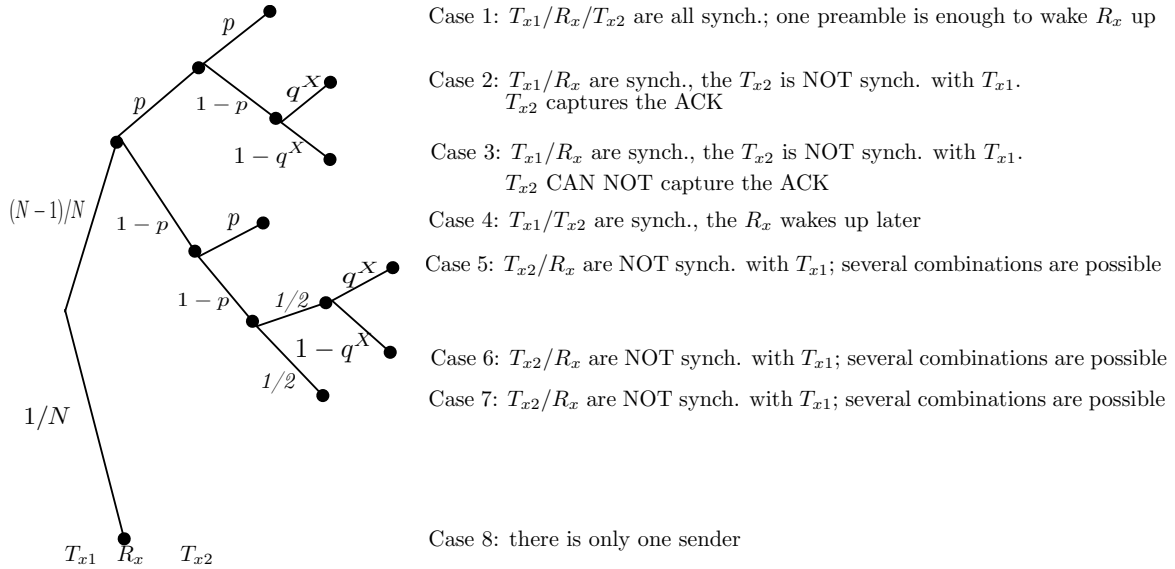 p
Case 1: T_{x1}/R_x/T_{x2} are all synch.; one preamble is enough to wake R_x up
p
1 − p
q^X
Case 2: T_{x1}/R_x are synch., the T_{x2} is NOT synch. with T_{x1}.
T_{x2} captures the ACK
1 − q^X
Case 3: T_{x1}/R_x are synch., the T_{x2} is NOT synch. with T_{x1}.
T_{x2} CAN NOT capture the ACK
(N − 1)/N
1 − p
p
Case 4: T_{x1}/T_{x2} are synch., the R_x wakes up later
q^X
Case 5: T_{x2}/R_x are NOT synch. with T_{x1}; several combinations are possible
1 − p
1/2
1 − q^X
Case 6: T_{x2}/R_x are NOT synch. with T_{x1}; several combinations are possible
1/2
Case 7: T_{x2}/R_x are NOT synch. with T_{x1}; several combinations are possible
1/N
Case 8: there is only one sender
T_{x1} R_x T_{x2}